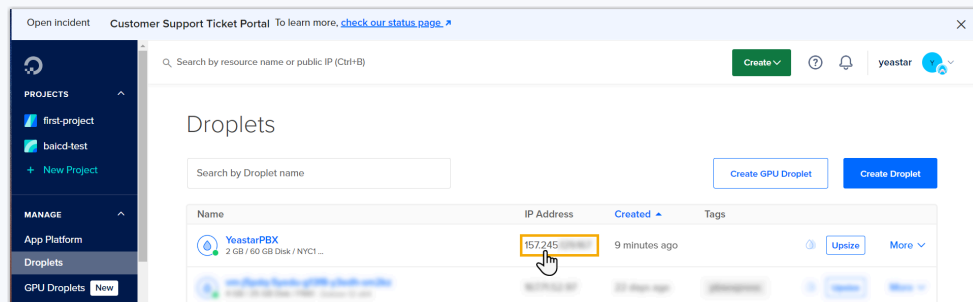 Open incident Customer Support Ticket Portal To learn more, check our status page
Search by resource name or public IP (Ctrl+B)
Create
yeastar
Y
PROJECTS
first-project
baicd-test
+ New Project
MANAGE
App Platform
Droplets
GPU Droplets New
Droplets
Search by Droplet name
Create GPU Droplet
Create Droplet
Name IP Address Created Tags
YeastarPBX
2 GB / 60 GB Disk / NYC1 ...
157.245
9 minutes ago
Upsize
More